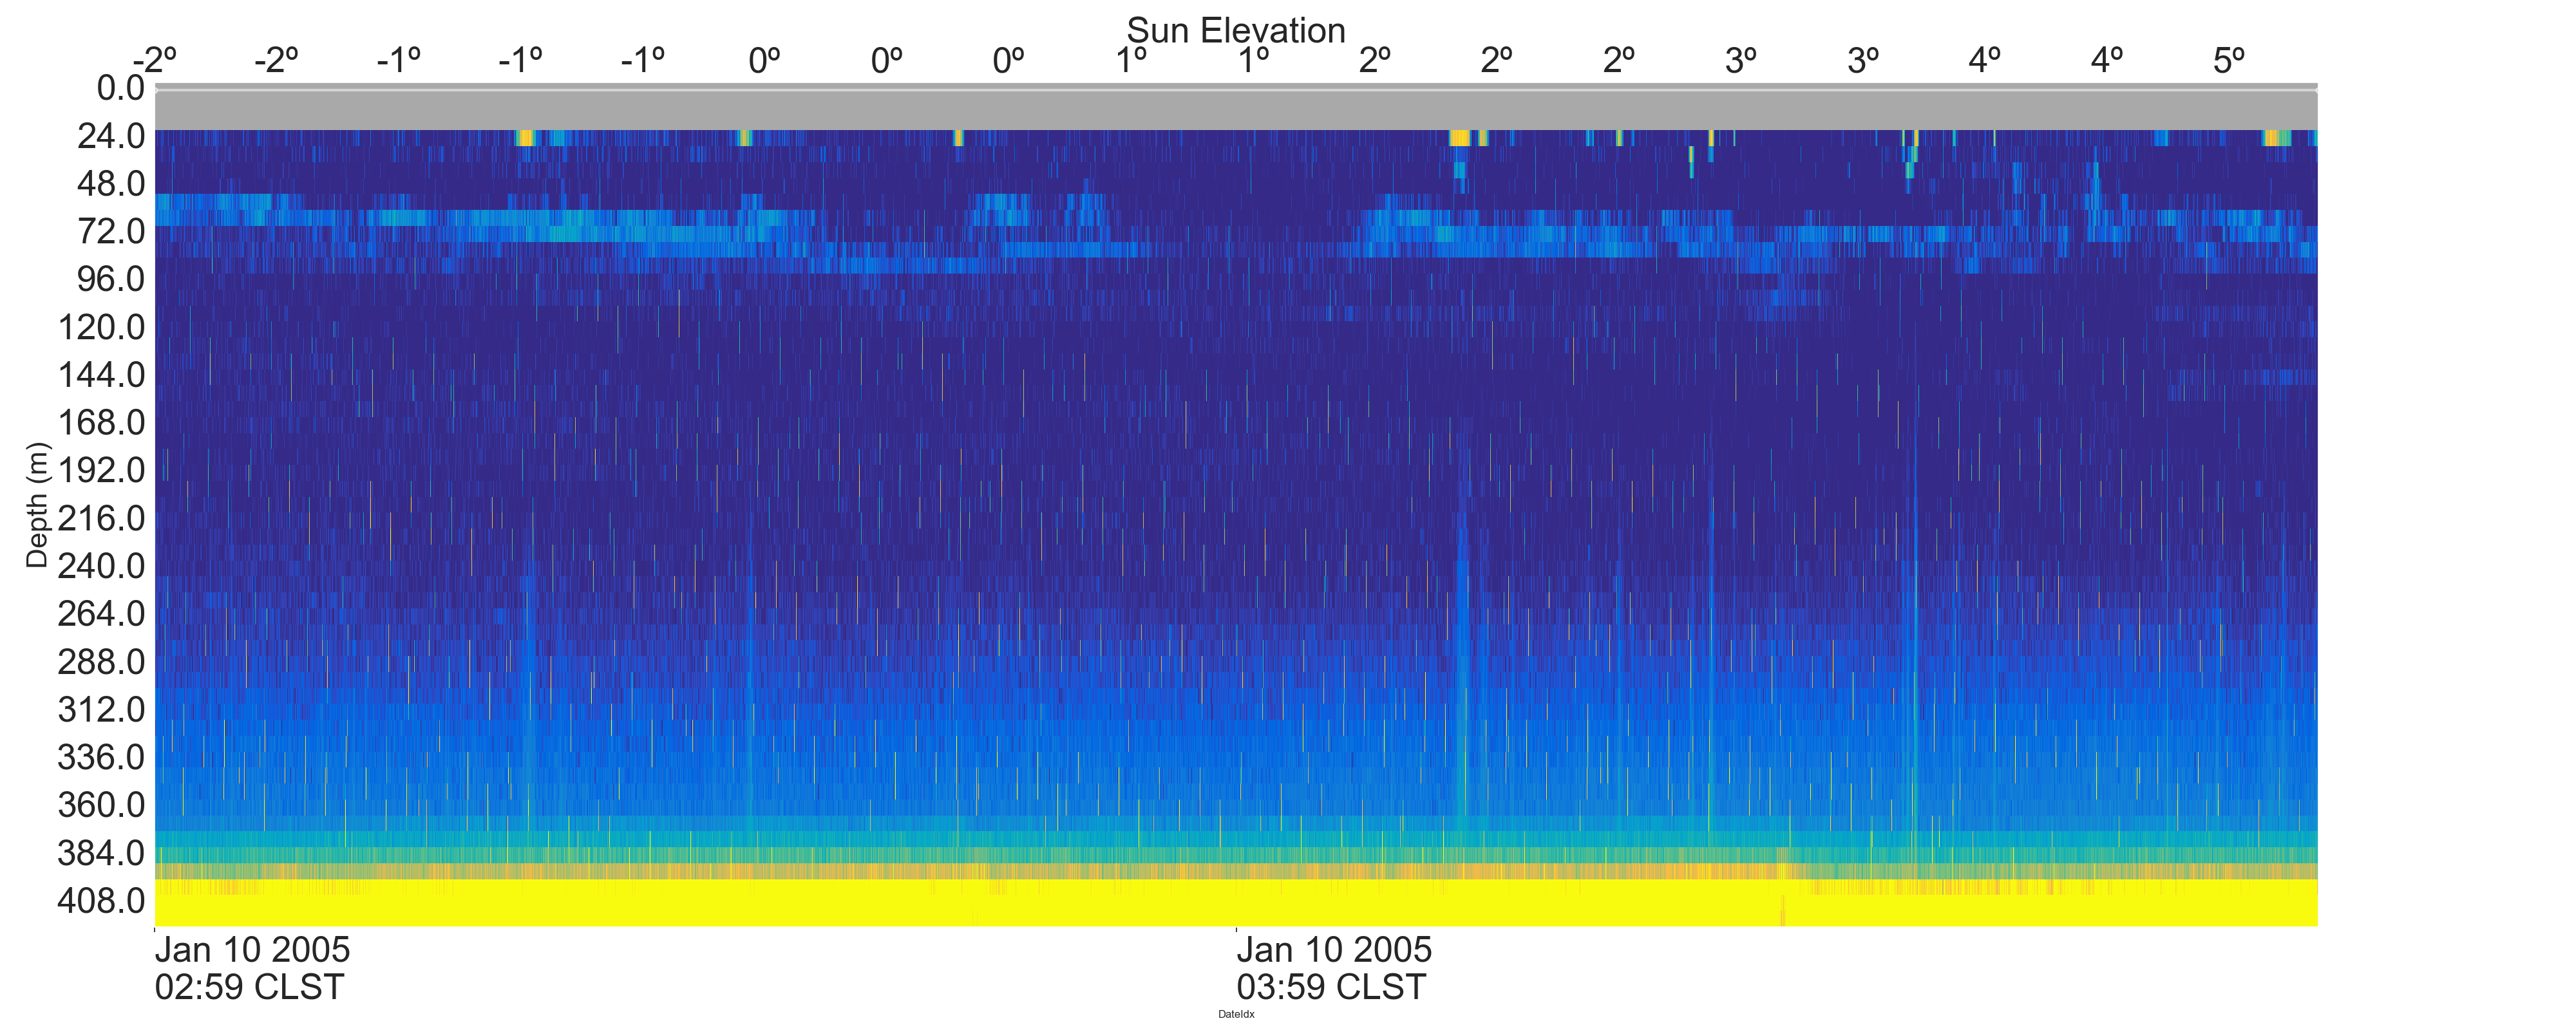 Sun Elevation
-2º -2º -1º -1º -1º 0º 0º 0º 1º 1º 2º 2º 2º 3º 3º 4º 4º 5º
0.0
24.0
48.0
72.0
96.0
120.0
144.0
168.0
192.0
216.0
240.0
264.0
288.0
312.0
336.0
360.0
384.0
408.0
Depth (m)
Jan 10 2005
02:59 CLST
Jan 10 2005
03:59 CLST
DateIdx